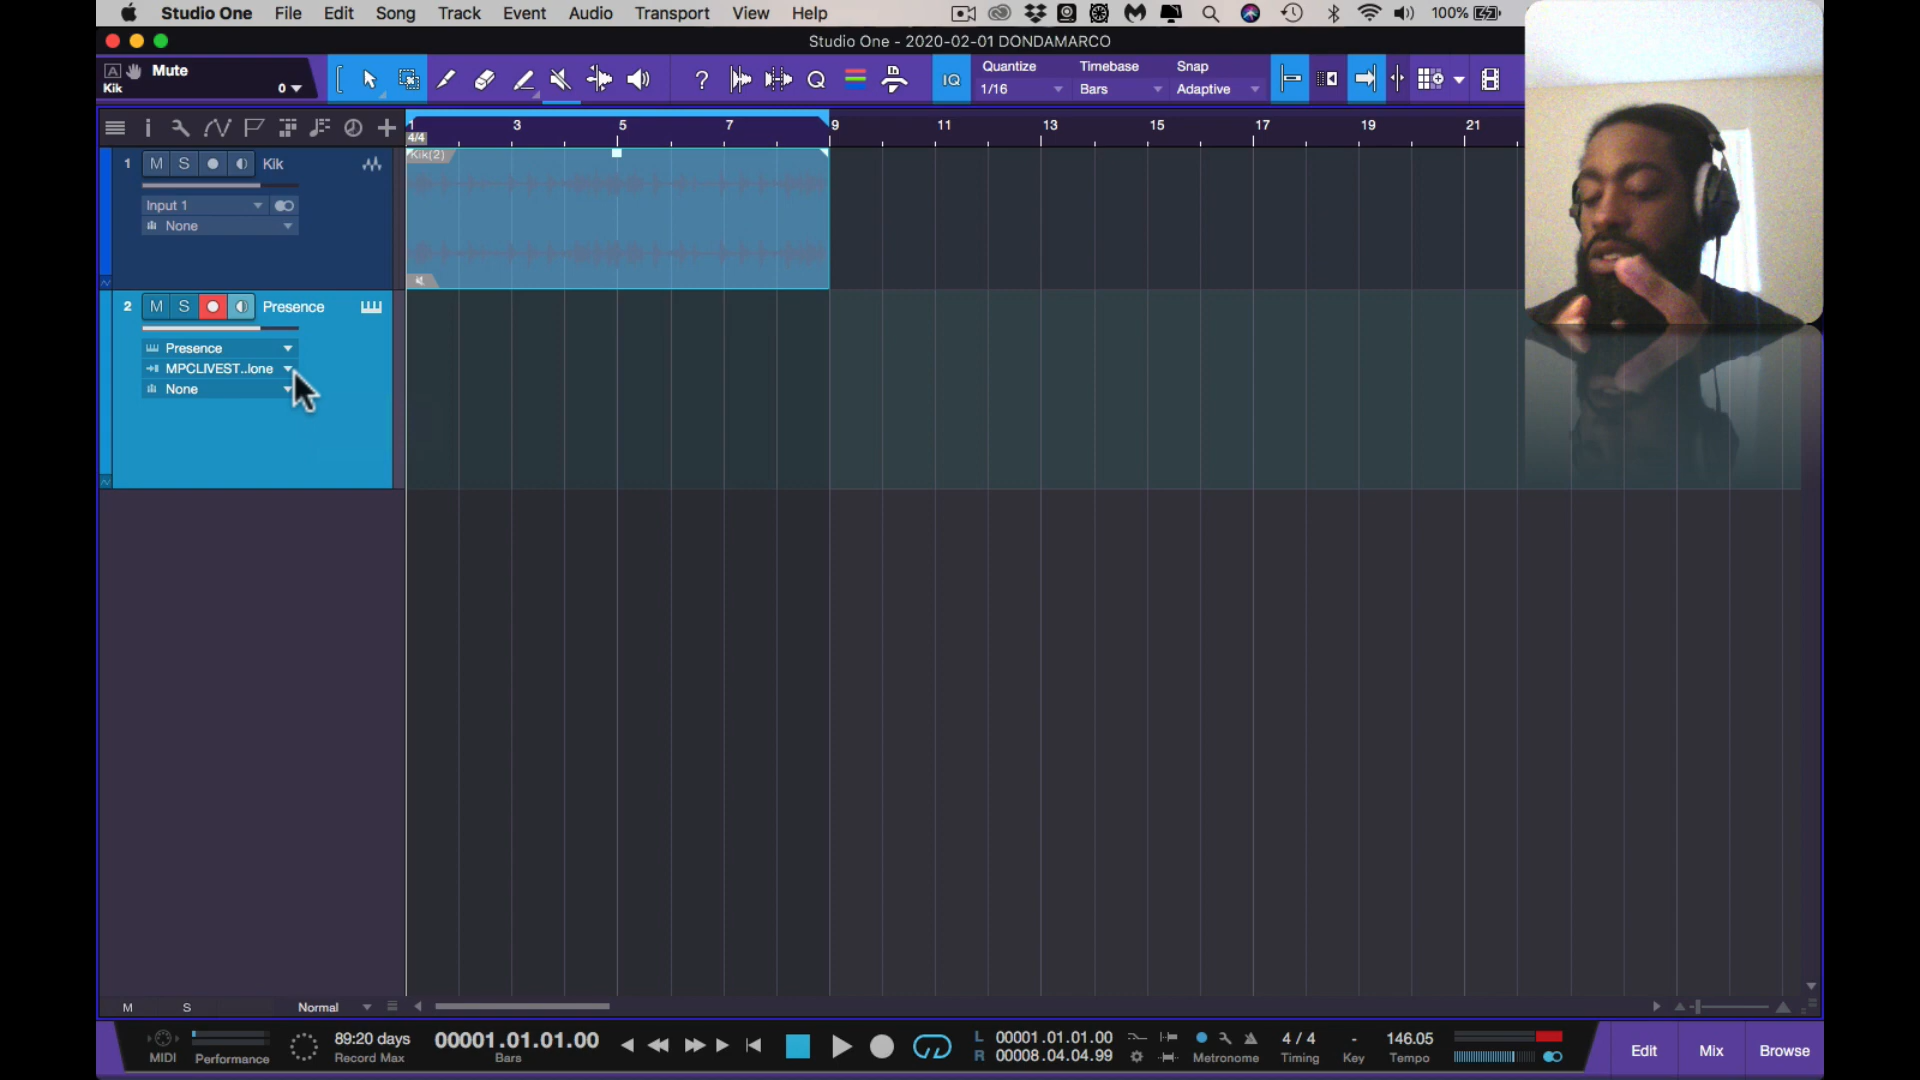 Studio One File Edit Song Track Event Audio Transport View Help 100%
Studio One - 2020-02-01 DONDAMARCO
A Mute
Kik 0
? Q IQ
Quantize Timebase Snap
1/16 Bars Adaptive
1 3 5 7 9 11 13 15 17 19 21
4/4
1 M S Kik
Kik(2)
Input 1
None
2 M S Presence
Presence
MPCLIVEST..lone
None
M S Normal
MIDI Performance
89:20 days
Record Max
00001.01.01.00
Bars
L 00001.01.01.00
R 00008.04.04.99
Metronome
4 / 4
Timing
-
Key
146.05
Tempo
Edit Mix Browse